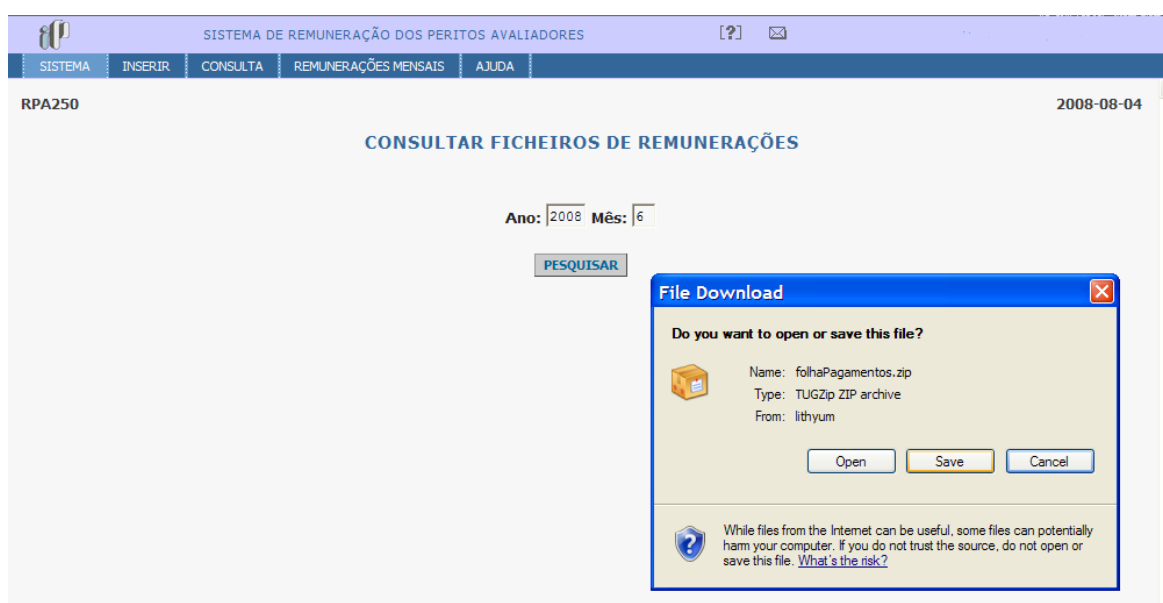 SISTEMA DE REMUNERAÇÃO DOS PERITOS AVALIADORES [?]
SISTEMA INSERIR CONSULTA REMUNERAÇÕES MENSAIS AJUDA
RPA250 2008-08-04
CONSULTAR FICHEIROS DE REMUNERAÇÕES
Ano: 2008 Mês: 6
PESQUISAR
File Download
Do you want to open or save this file?
Name: folhaPagamentos.zip
Type: TUGZip ZIP archive
From: lithyum
Open Save Cancel
While files from the Internet can be useful, some files can potentially
harm your computer. If you do not trust the source, do not open or
save this file. What's the risk?